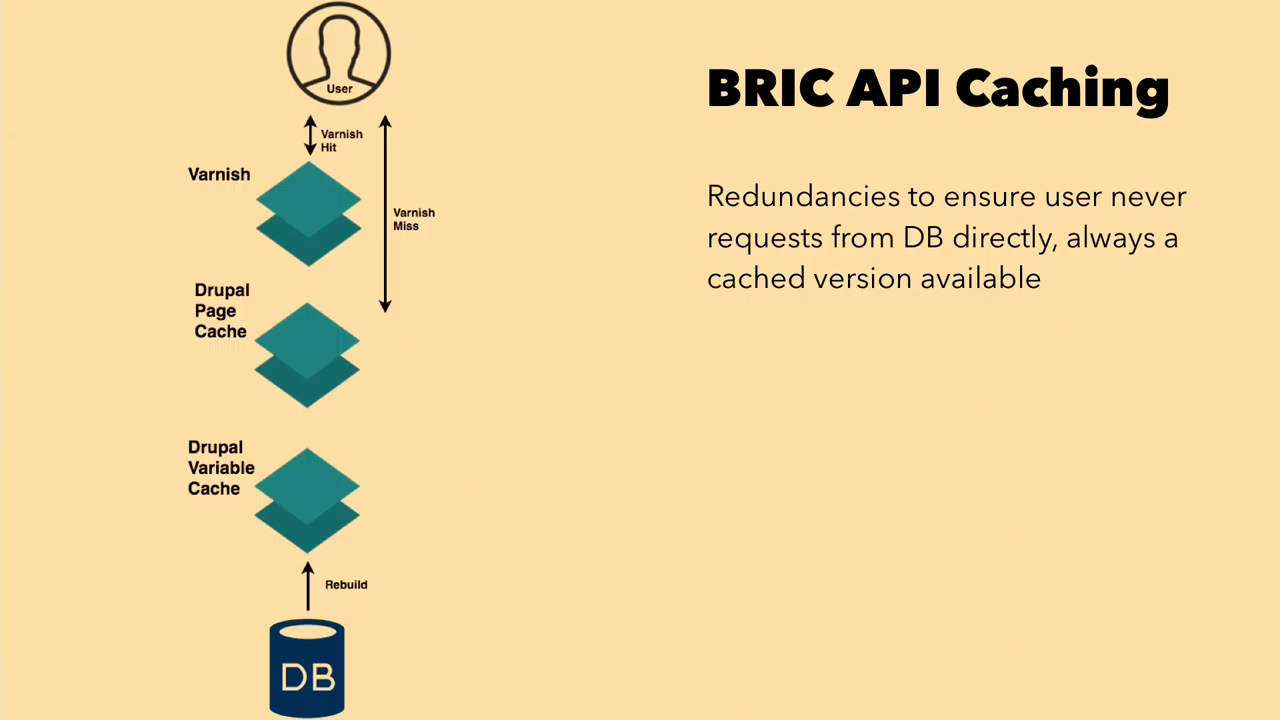 User
Varnish
Hit
Varnish
Varnish
Miss
Drupal
Page
Cache
Drupal
Variable
Cache
Rebuild
DB
BRIC API Caching
Redundancies to ensure user never
requests from DB directly, always a
cached version available